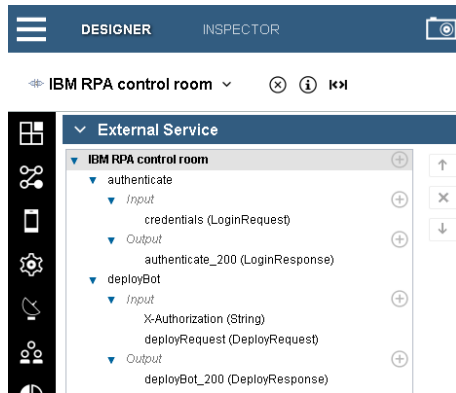 DESIGNER INSPECTOR
IBM RPA control room
External Service
IBM RPA control room
authenticate
Input
credentials (LoginRequest)
Output
authenticate_200 (LoginResponse)
deployBot
Input
X-Authorization (String)
deployRequest (DeployRequest)
Output
deployBot_200 (DeployResponse)